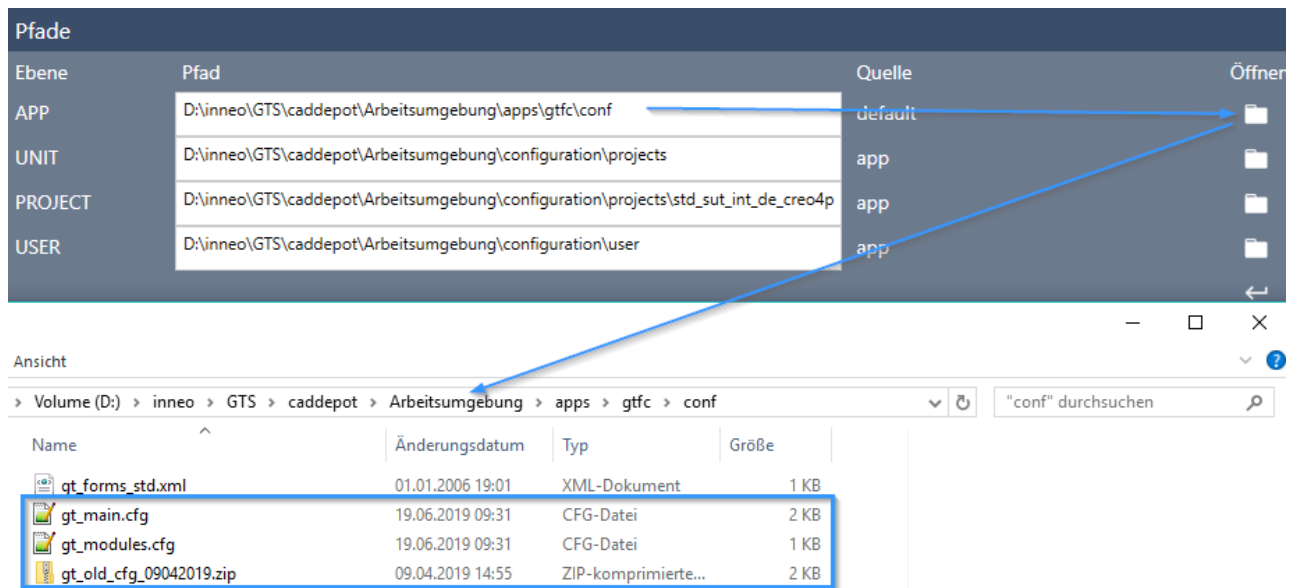 Pfade
Ebene Pfad Quelle Öffnen
APP D:\inneo\GTS\caddepot\Arbeitsumgebung\apps\gtfc\conf default
UNIT D:\inneo\GTS\caddepot\Arbeitsumgebung\configuration\projects app
PROJECT D:\inneo\GTS\caddepot\Arbeitsumgebung\configuration\projects\std_sut_int_de_creo4p app
USER D:\inneo\GTS\caddepot\Arbeitsumgebung\configuration\user app
Ansicht
Volume (D:) > inneo > GTS > caddepot > Arbeitsumgebung > apps > gtfc > conf "conf" durchsuchen
Name Änderungsdatum Typ Größe
gt_forms_std.xml 01.01.2006 19:01 XML-Dokument 1 KB
gt_main.cfg 19.06.2019 09:31 CFG-Datei 2 KB
gt_modules.cfg 19.06.2019 09:31 CFG-Datei 1 KB
gt_old_cfg_09042019.zip 09.04.2019 14:55 ZIP-komprimierte... 2 KB